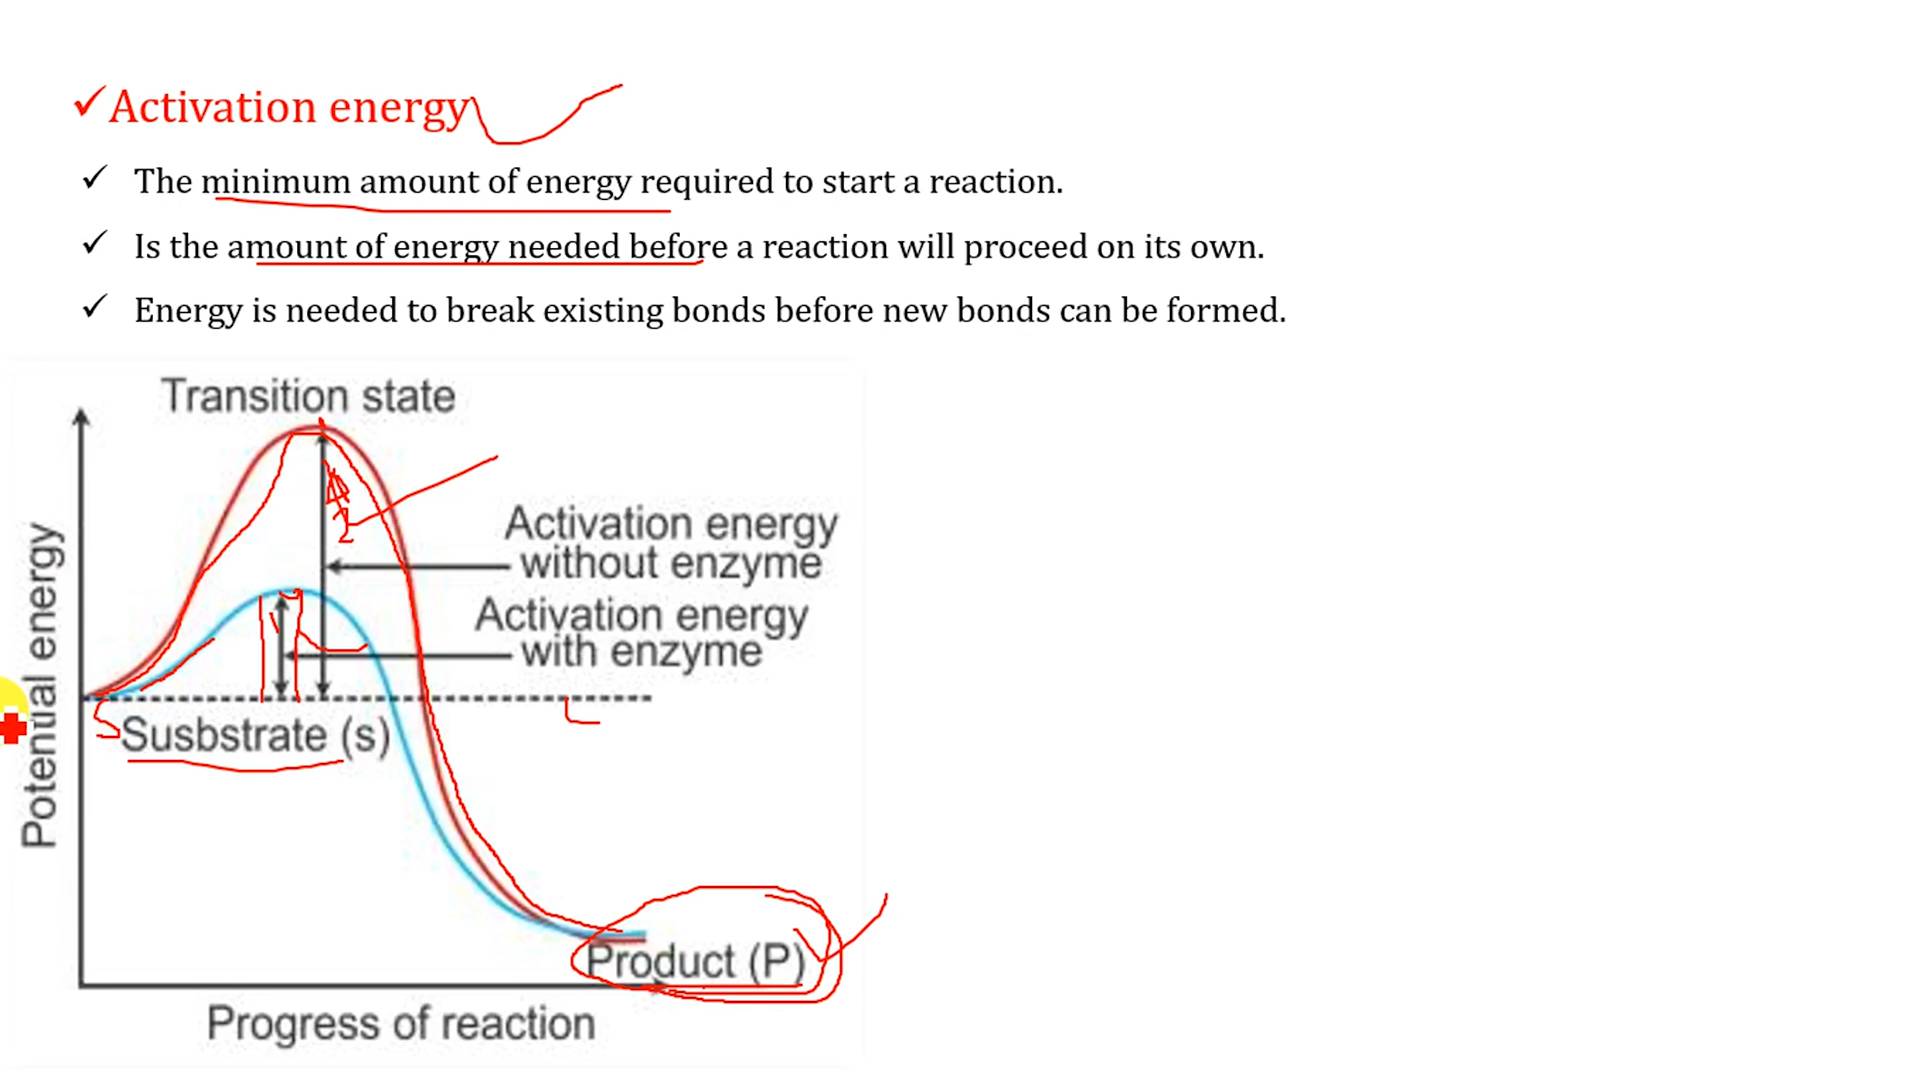 ✓Activation energy
✓ The minimum amount of energy required to start a reaction.
✓ Is the amount of energy needed before a reaction will proceed on its own.
✓ Energy is needed to break existing bonds before new bonds can be formed.
Transition state
Activation energy
without enzyme
Activation energy
with enzyme
Potential energy
Susbstrate (s)
Product (P)
Progress of reaction